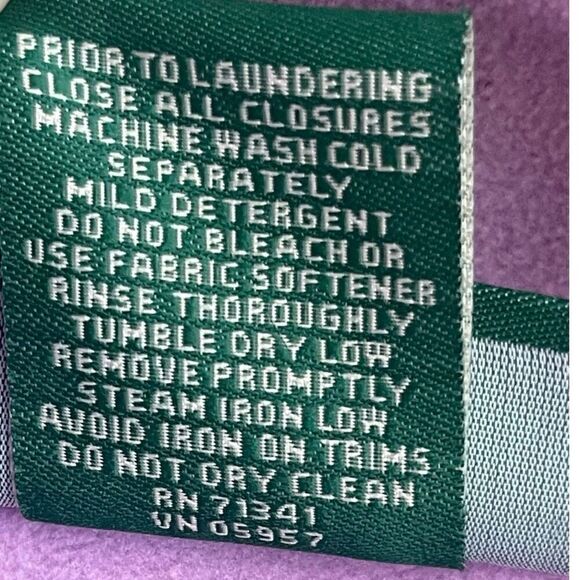 PRIOR TO LAUNDERING
CLOSE ALL CLOSURES
MACHINE WASH COLD
SEPARATELY
MILD DETERGENT
DO NOT BLEACH OR
USE FABRIC SOFTENER
RINSE THOROUGHLY
TUMBLE DRY LOW
REMOVE PROMPTLY
STEAM IRON LOW
AVOID IRON ON TRIMS
DO NOT DRY CLEAN
RN 71341
VN 05957